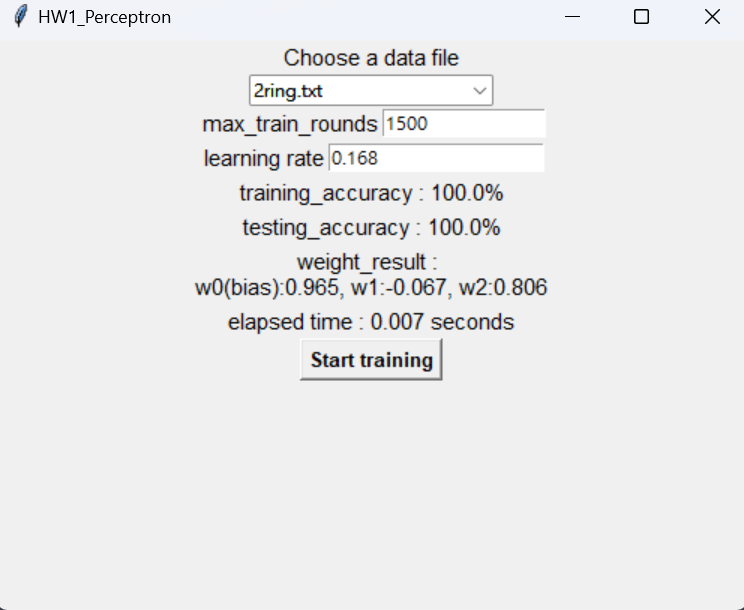 HW1_Perceptron
Choose a data file
2ring.txt
max_train_rounds 1500
learning rate 0.168
training_accuracy : 100.0%
testing_accuracy : 100.0%
weight_result :
w0(bias):0.965, w1:-0.067, w2:0.806
elapsed time : 0.007 seconds
Start training